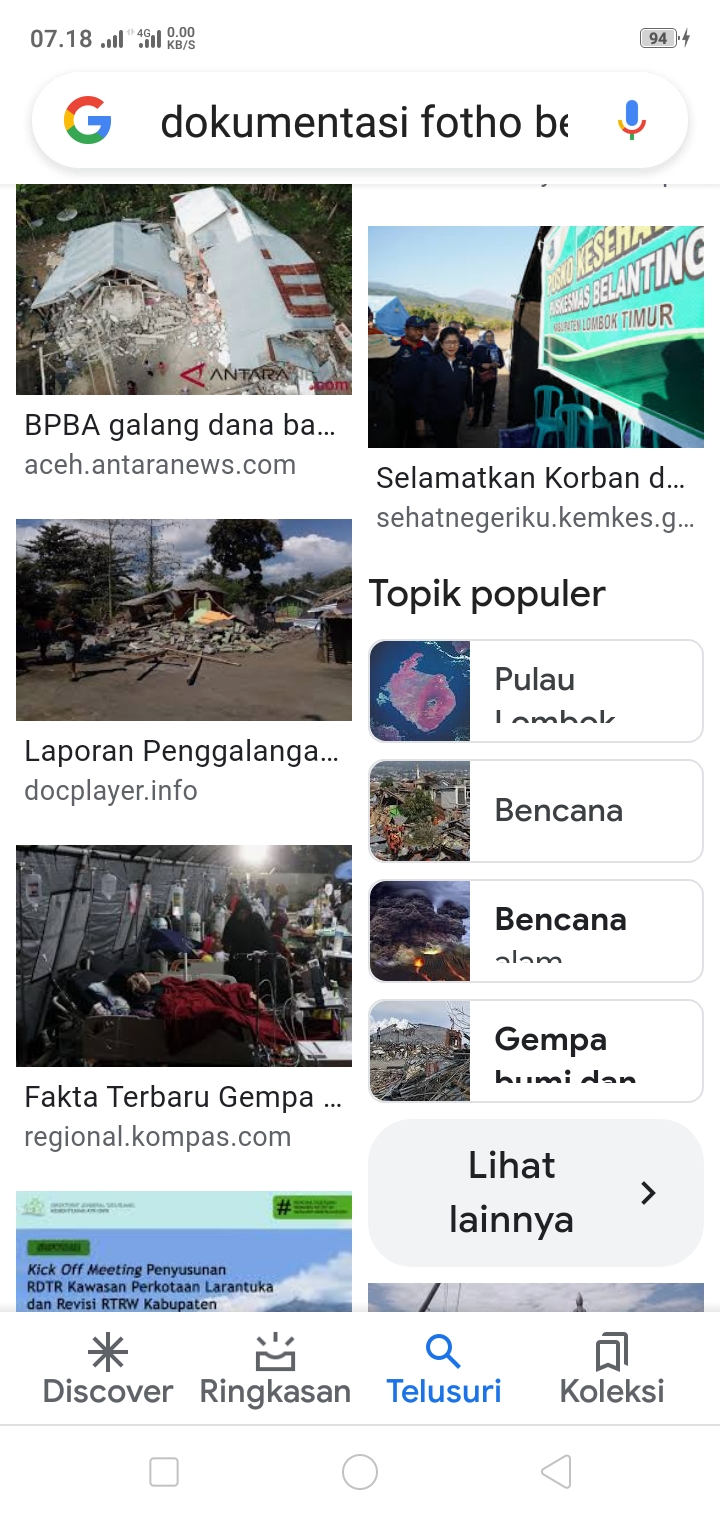 07.18
4G
0.00
KB/S
94
dokumentasi fotho be
ANTARA
.com
BPBA galang dana ba...
aceh.antaranews.com
Laporan Penggalanga...
docplayer.info
Fakta Terbaru Gempa ...
regional.kompas.com
#
Kick Off Meeting Penyusunan
RDTR Kawasan Perkotaan Larantuka
dan Revisi RTRW Kabupaten
POSKO KESEHA
PUSKESMAS BELANTING
KABUPATEN LOMBOK TIMUR
Selamatkan Korban d...
sehatnegeriku.kemkes.g...
Topik populer
Pulau
Lombok
Bencana
Bencana
alam
Gempa
bumi dan
Lihat
lainnya
Discover
Ringkasan
Telusuri
Koleksi